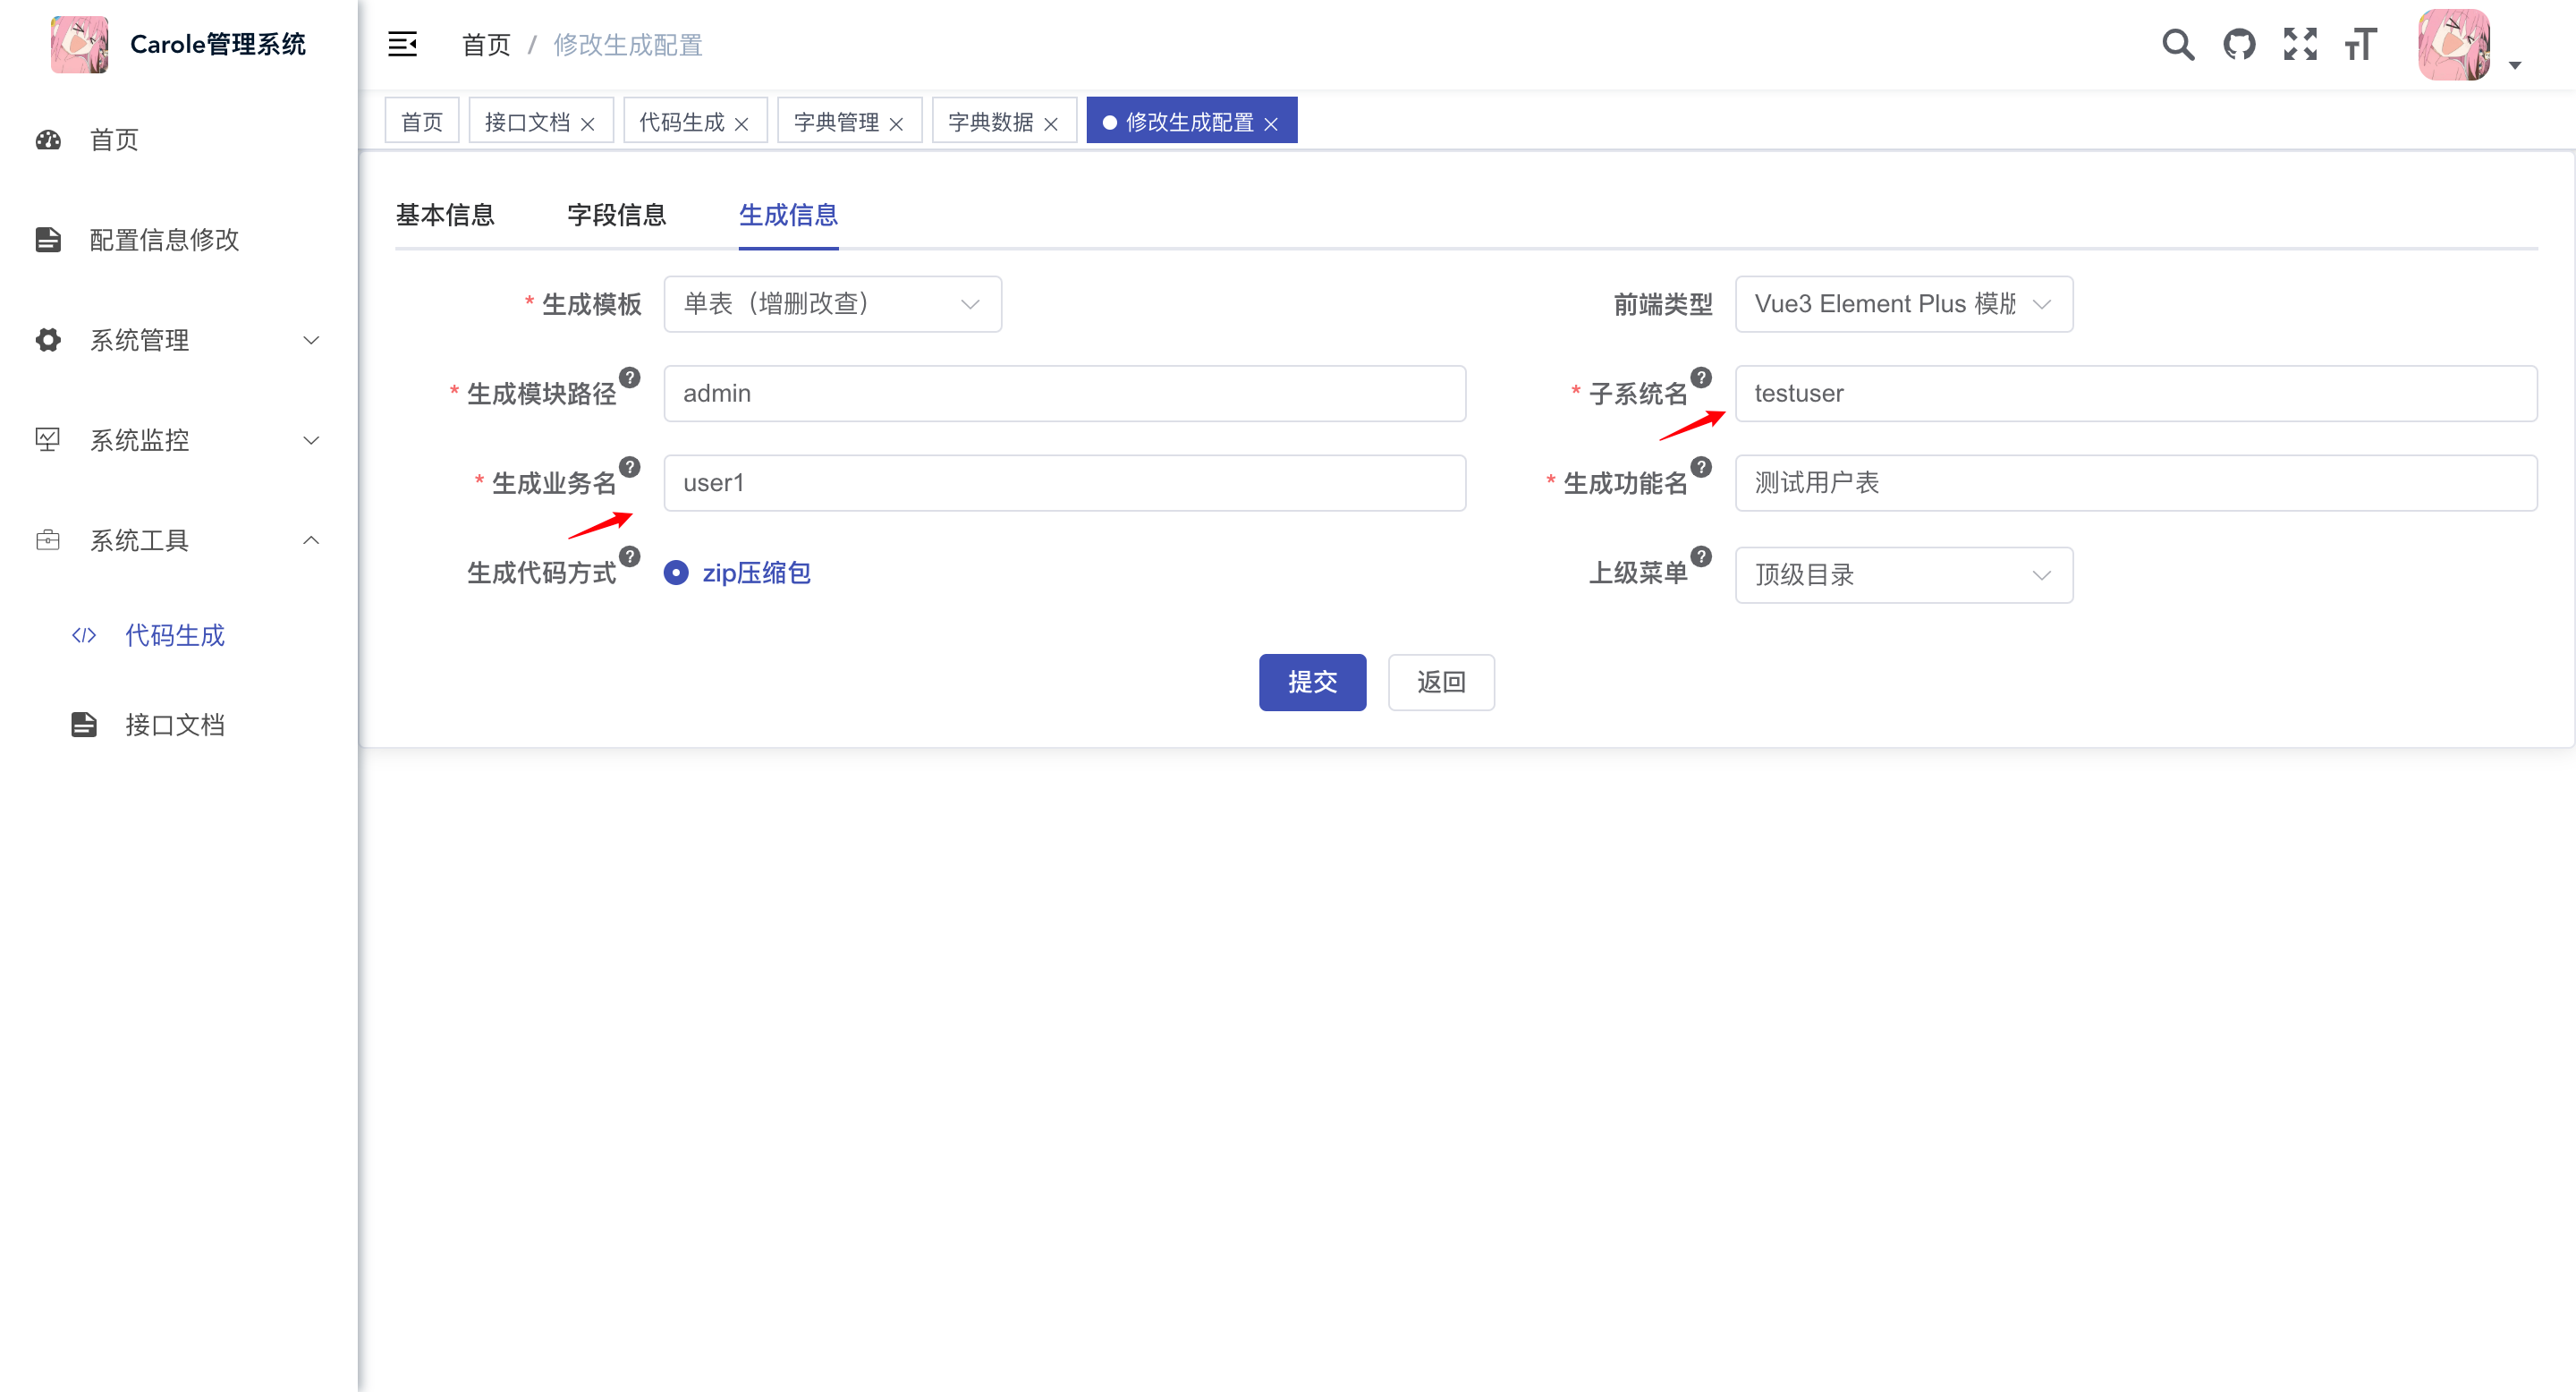 Carole管理系统
首页 / 修改生成配置
首页
接口文档
代码生成
字典管理
字典数据
修改生成配置
首页
配置信息修改
系统管理
系统监控
系统工具
代码生成
接口文档
基本信息
字段信息
生成信息
* 生成模板
单表（增删改查）
前端类型
Vue3 Element Plus 模版
* 生成模块路径
admin
* 子系统名
testuser
* 生成业务名
user1
* 生成功能名
测试用户表
生成代码方式
zip压缩包
上级菜单
顶级目录
提交
返回